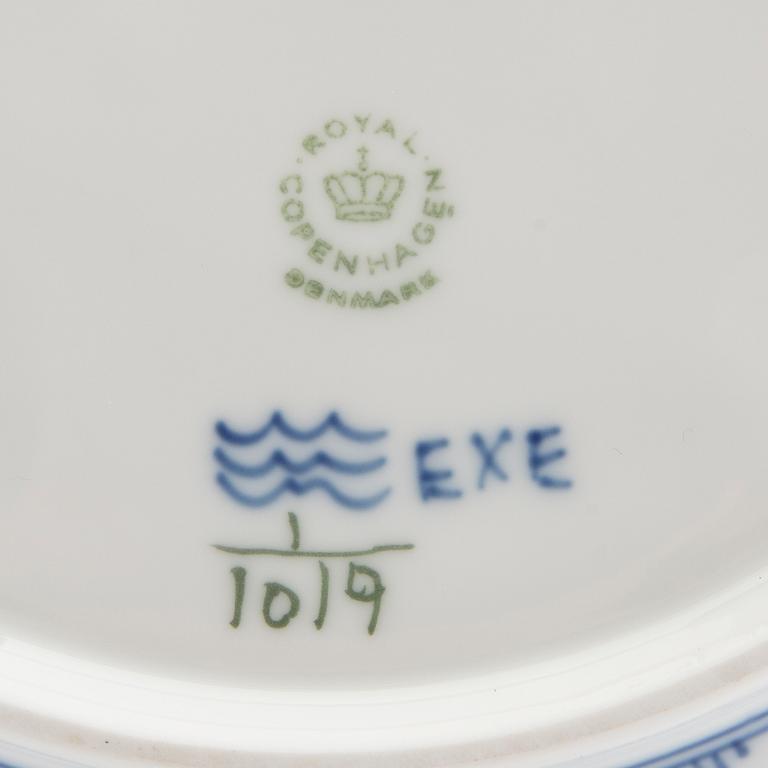 ROYAL
COPENHAGEN
DENMARK
EXE
1
1019